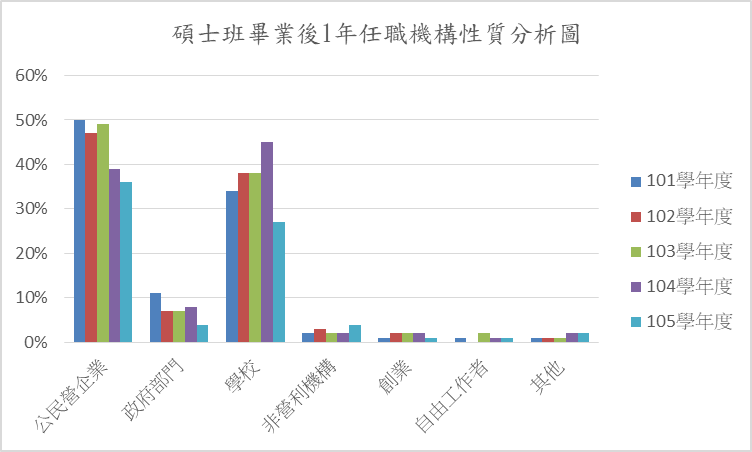 碩士班畢業後1年任職機構性質分析圖
60%
50%
40%
30%
20%
10%
0%
公民營企業
政府部門
學校
非營利機構
創業
自由工作者
其他
101學年度
102學年度
103學年度
104學年度
105學年度